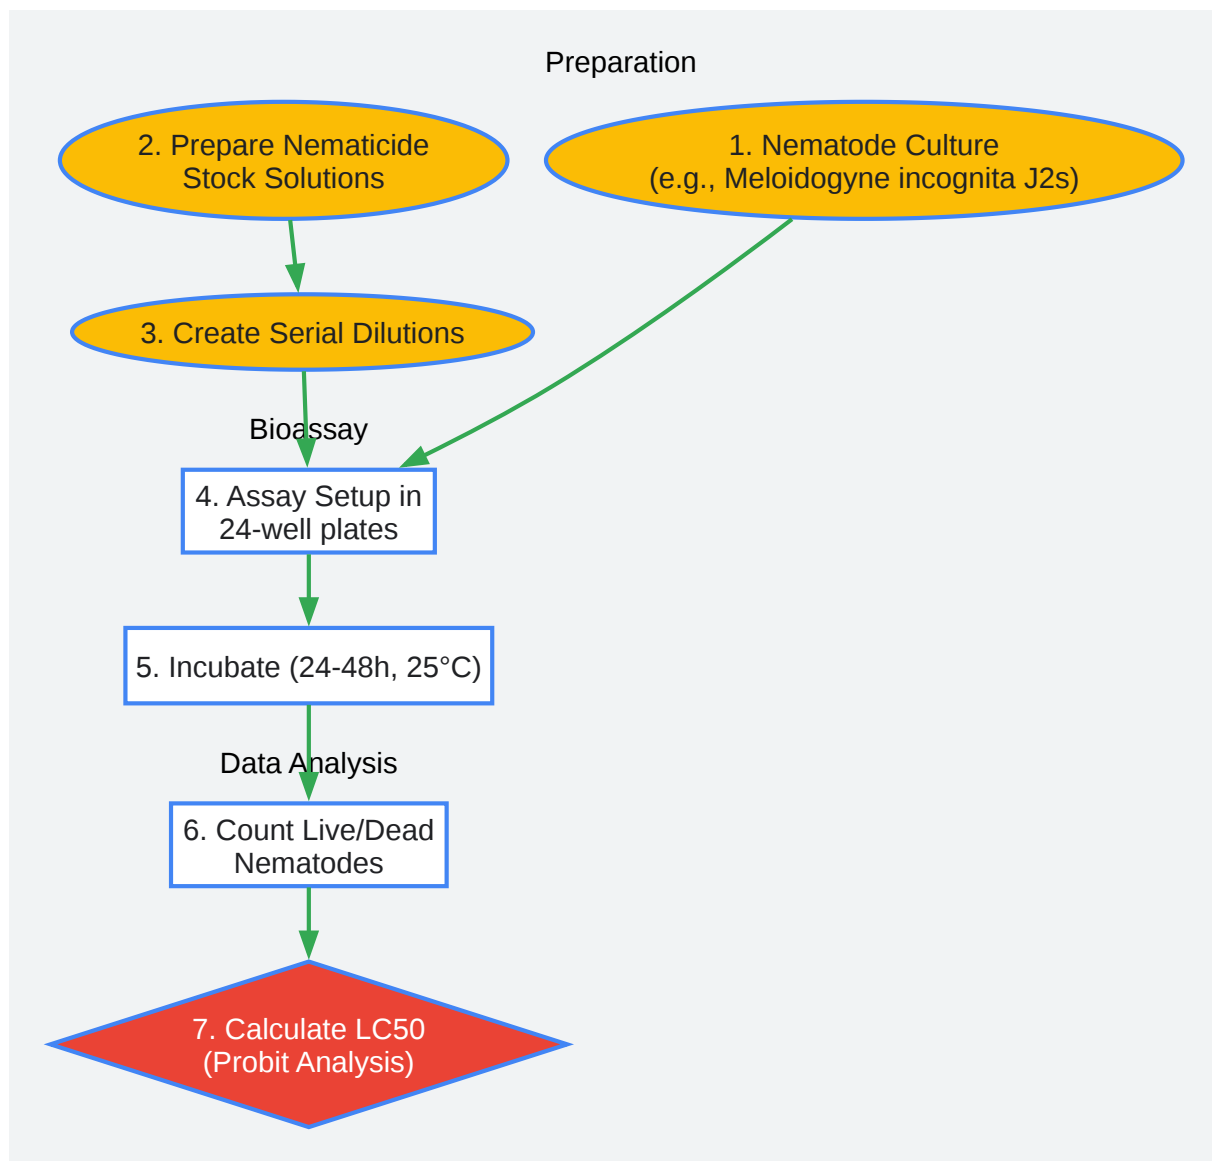 Preparation
2. Prepare Nematicide
Stock Solutions
1. Nematode Culture
(e.g., Meloidogyne incognita J2s)
3. Create Serial Dilutions
Bioassay
4. Assay Setup in
24-well plates
5. Incubate (24-48h, 25°C)
Data Analysis
6. Count Live/Dead
Nematodes
7. Calculate LC50
(Probit Analysis)